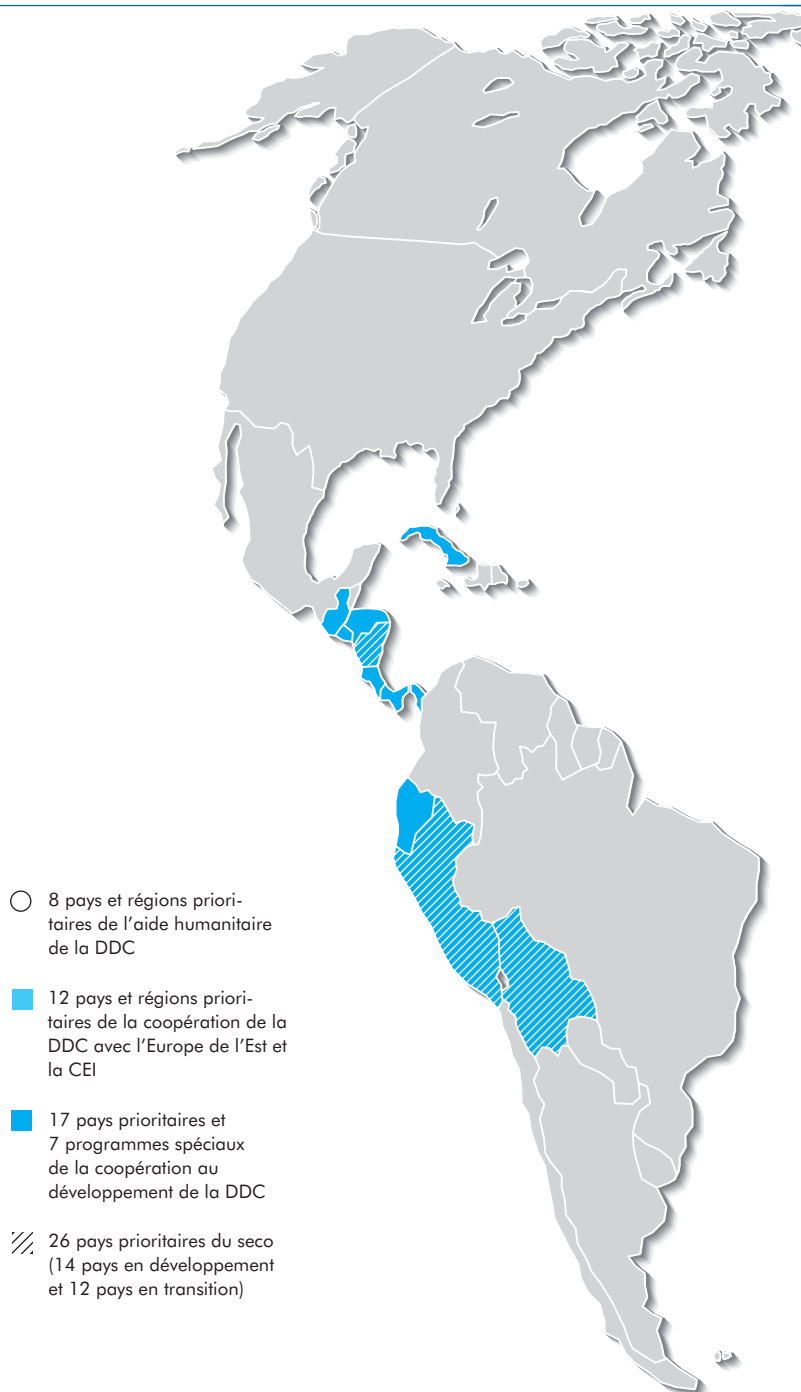 8 pays et régions priori-
taires de l’aide humanitaire
de la DDC
12 pays et régions priori-
taires de la coopération de la
DDC avec l’Europe de l’Est et
la CEI
17 pays prioritaires et
7 programmes spéciaux
de la coopération au
développement de la DDC
26 pays prioritaires du seco
(14 pays en développement
et 12 pays en transition)